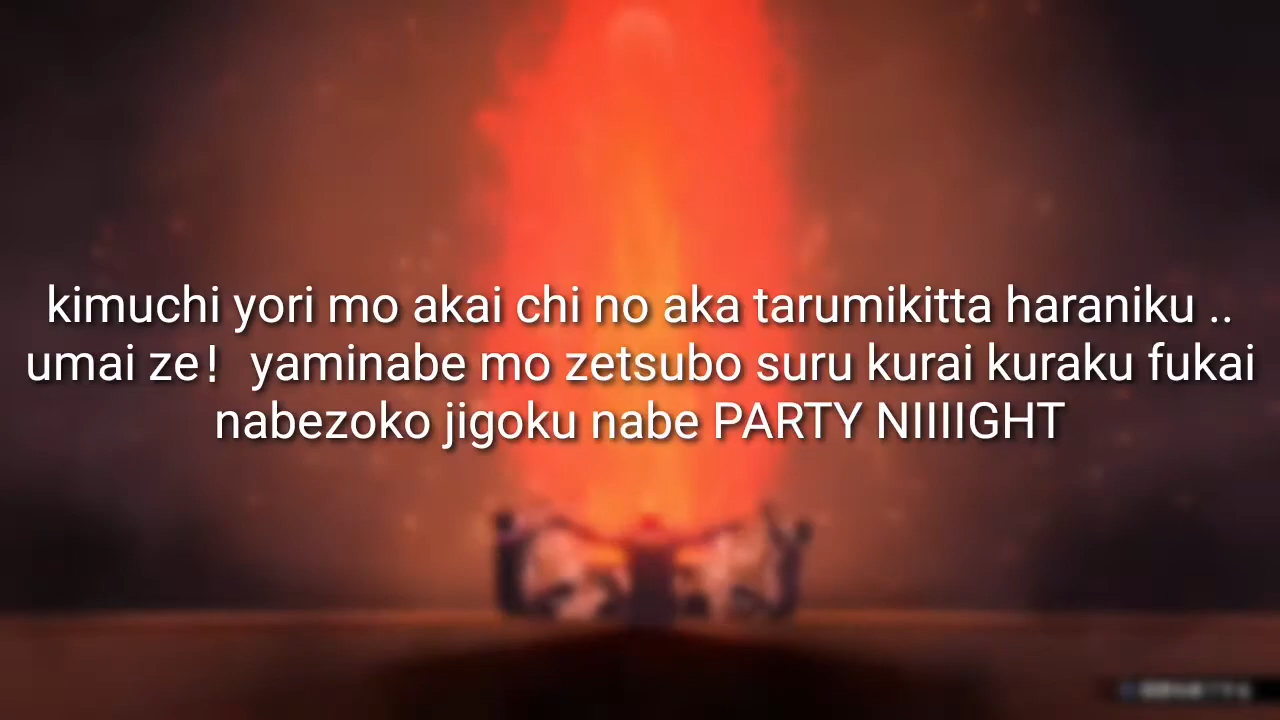 kimuchi yori mo akai chi no aka tarumikitta haraniku ..
umai ze！ yaminabe mo zetsubo suru kurai kuraku fukai
nabezoko jigoku nabe PARTY NIIIIGHT